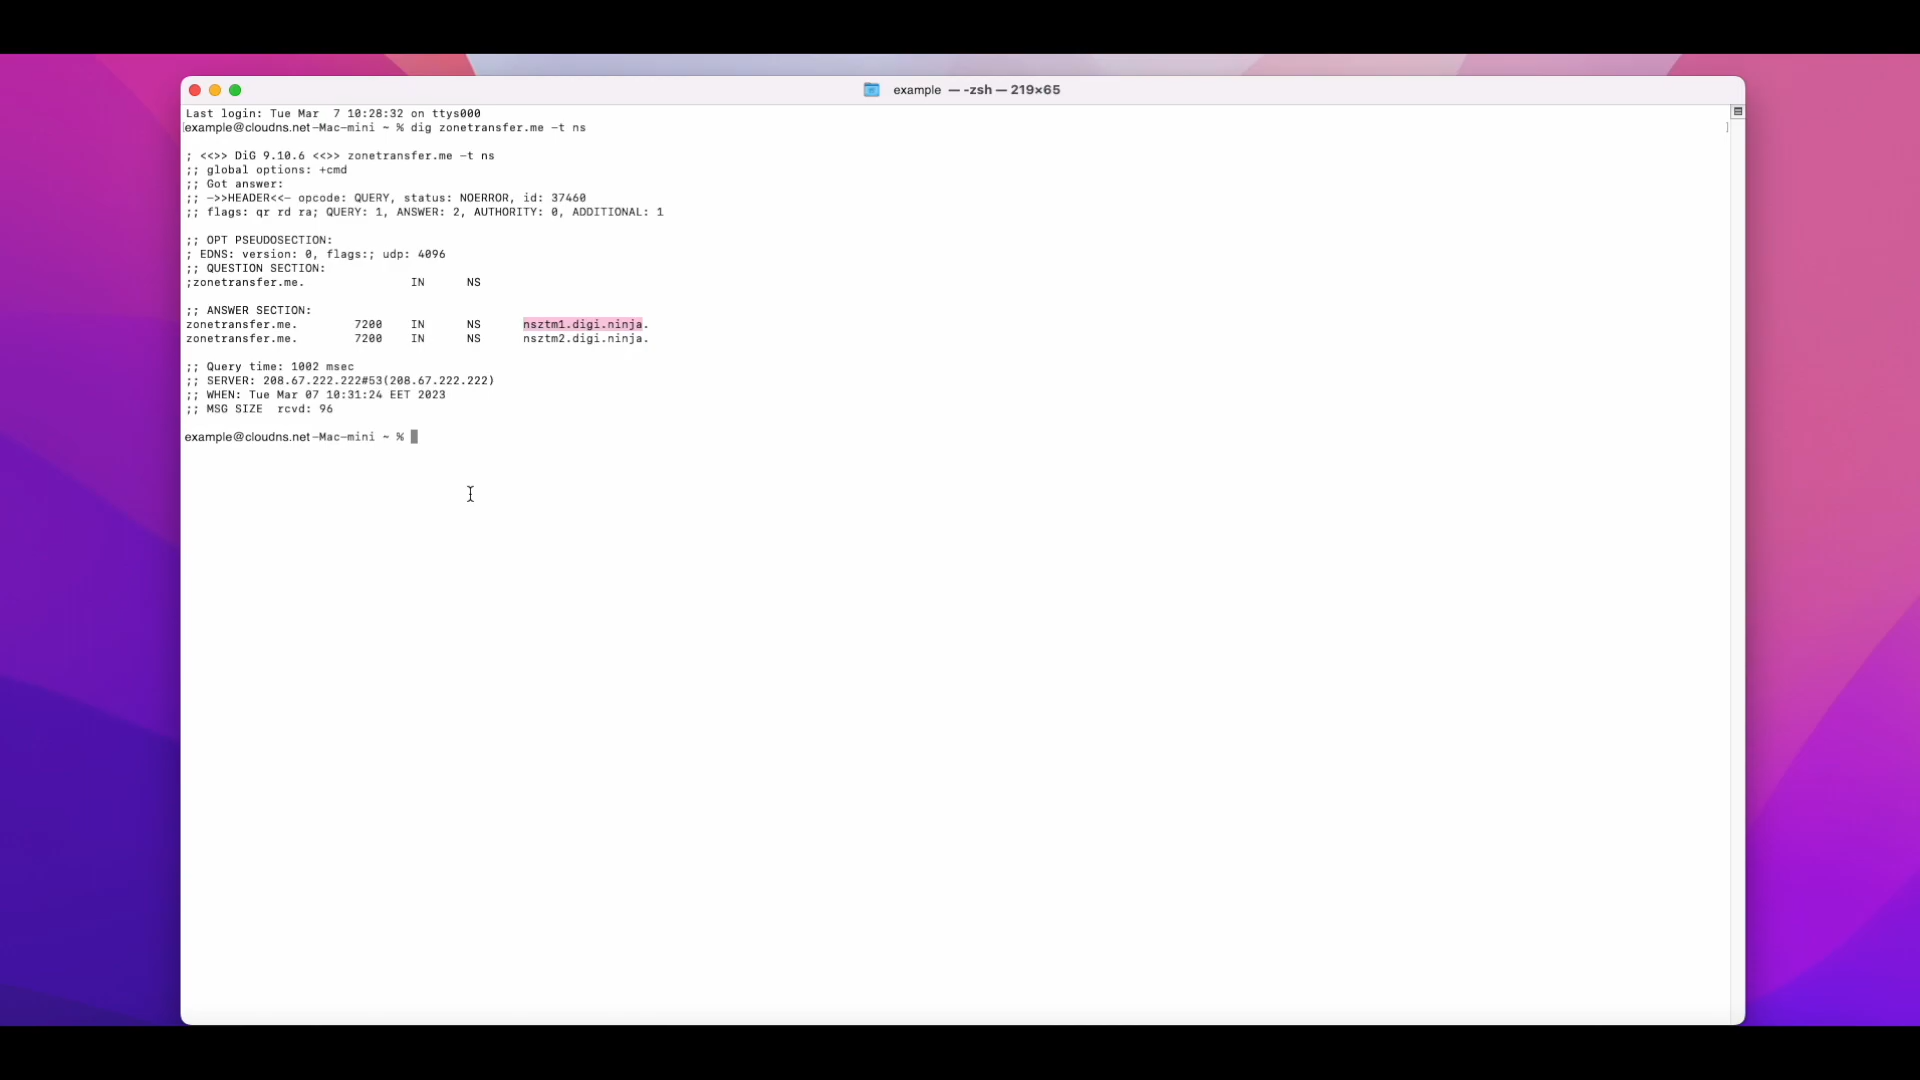 example — -zsh — 219×65
Last login: Tue Mar  7 10:28:32 on ttys000
example@cloudns.net-Mac-mini ~ % dig zonetransfer.me -t ns
; <<>> DiG 9.10.6 <<>> zonetransfer.me -t ns
;; global options: +cmd
;; Got answer:
;; ->>HEADER<<- opcode: QUERY, status: NOERROR, id: 37460
;; flags: qr rd ra; QUERY: 1, ANSWER: 2, AUTHORITY: 0, ADDITIONAL: 1
;; OPT PSEUDOSECTION:
; EDNS: version: 0, flags:; udp: 4096
;; QUESTION SECTION:
;zonetransfer.me. IN NS
;; ANSWER SECTION:
zonetransfer.me. 7200 IN NS nsztm1.digi.ninja.
zonetransfer.me. 7200 IN NS nsztm2.digi.ninja.
;; Query time: 1002 msec
;; SERVER: 208.67.222.222#53(208.67.222.222)
;; WHEN: Tue Mar 07 10:31:24 EET 2023
;; MSG SIZE  rcvd: 96
example@cloudns.net-Mac-mini ~ %